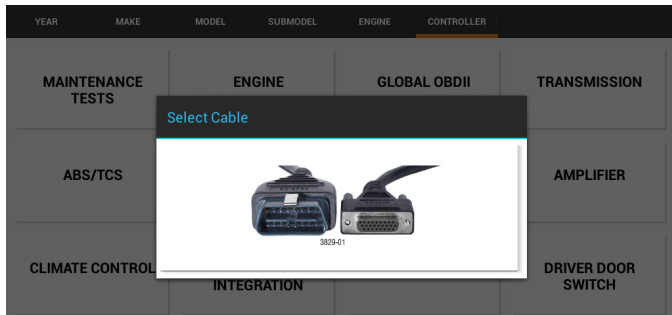 YEAR MAKE MODEL SUBMODEL ENGINE CONTROLLER
MAINTENANCE
TESTS
ENGINE
GLOBAL OBDII
TRANSMISSION
Select Cable
ABS/TCS
AMPLIFIER
3829-01
CLIMATE CONTROL
INTEGRATION
DRIVER DOOR
SWITCH